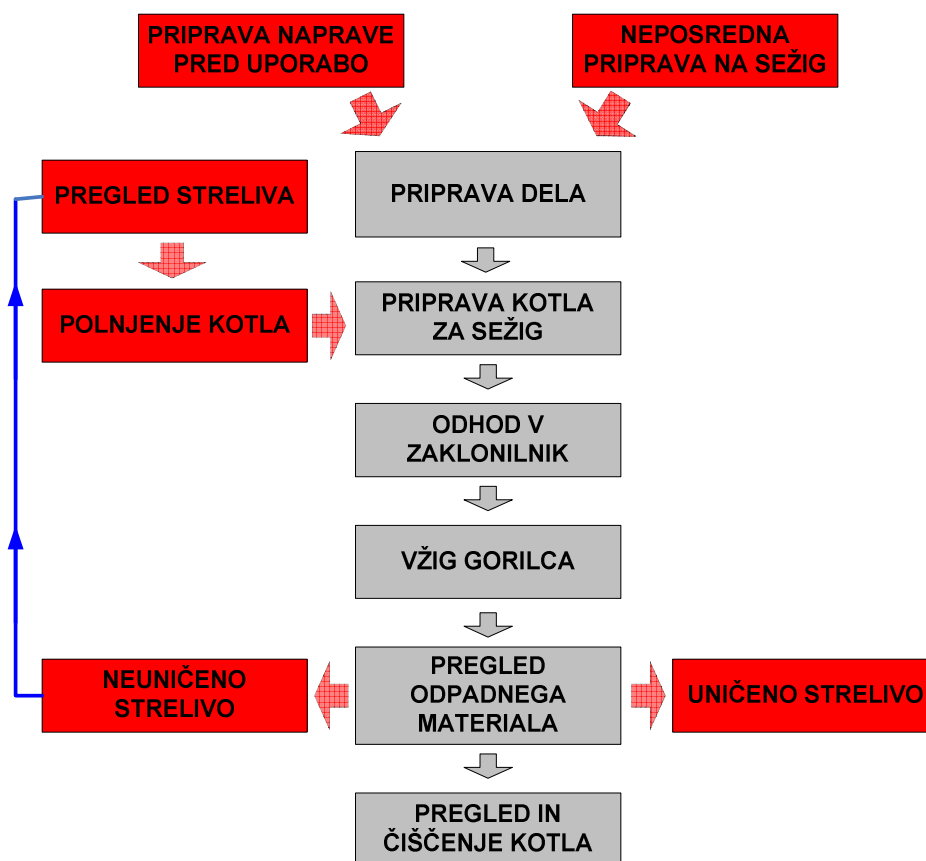 PRIPRAVA NAPRAVE
PRED UPORABO
NEPOSREDNA
PRIPRAVA NA SEŽIG
PREGLED STRELIVA
PRIPRAVA DELA
POLNJENJE KOTLA
PRIPRAVA KOTLA
ZA SEŽIG
ODHOD V
ZAKLONILNIK
VŽIG GORILCA
NEUNIČENO
STRELIVO
PREGLED
ODPADNEGA
MATERIALA
UNIČENO STRELIVO
PREGLED IN
ČIŠČENJE KOTLA